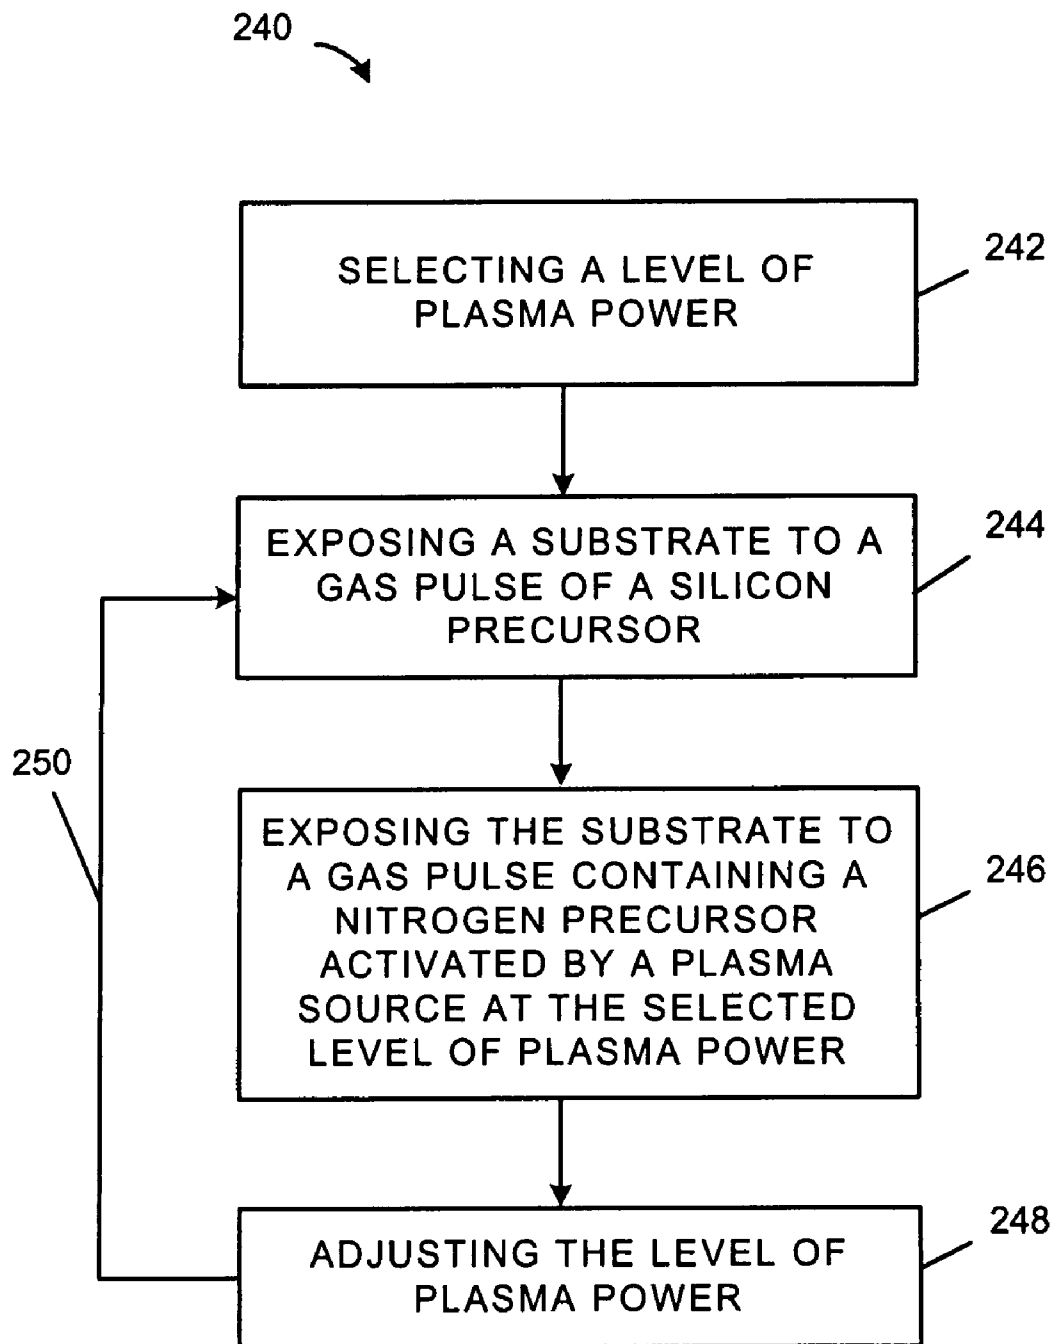 240
SELECTING A LEVEL OF
PLASMA POWER
242
EXPOSING A SUBSTRATE TO A
GAS PULSE OF A SILICON
PRECURSOR
244
250
EXPOSING THE SUBSTRATE TO
A GAS PULSE CONTAINING A
NITROGEN PRECURSOR
ACTIVATED BY A PLASMA
SOURCE AT THE SELECTED
LEVEL OF PLASMA POWER
246
ADJUSTING THE LEVEL OF
PLASMA POWER
248